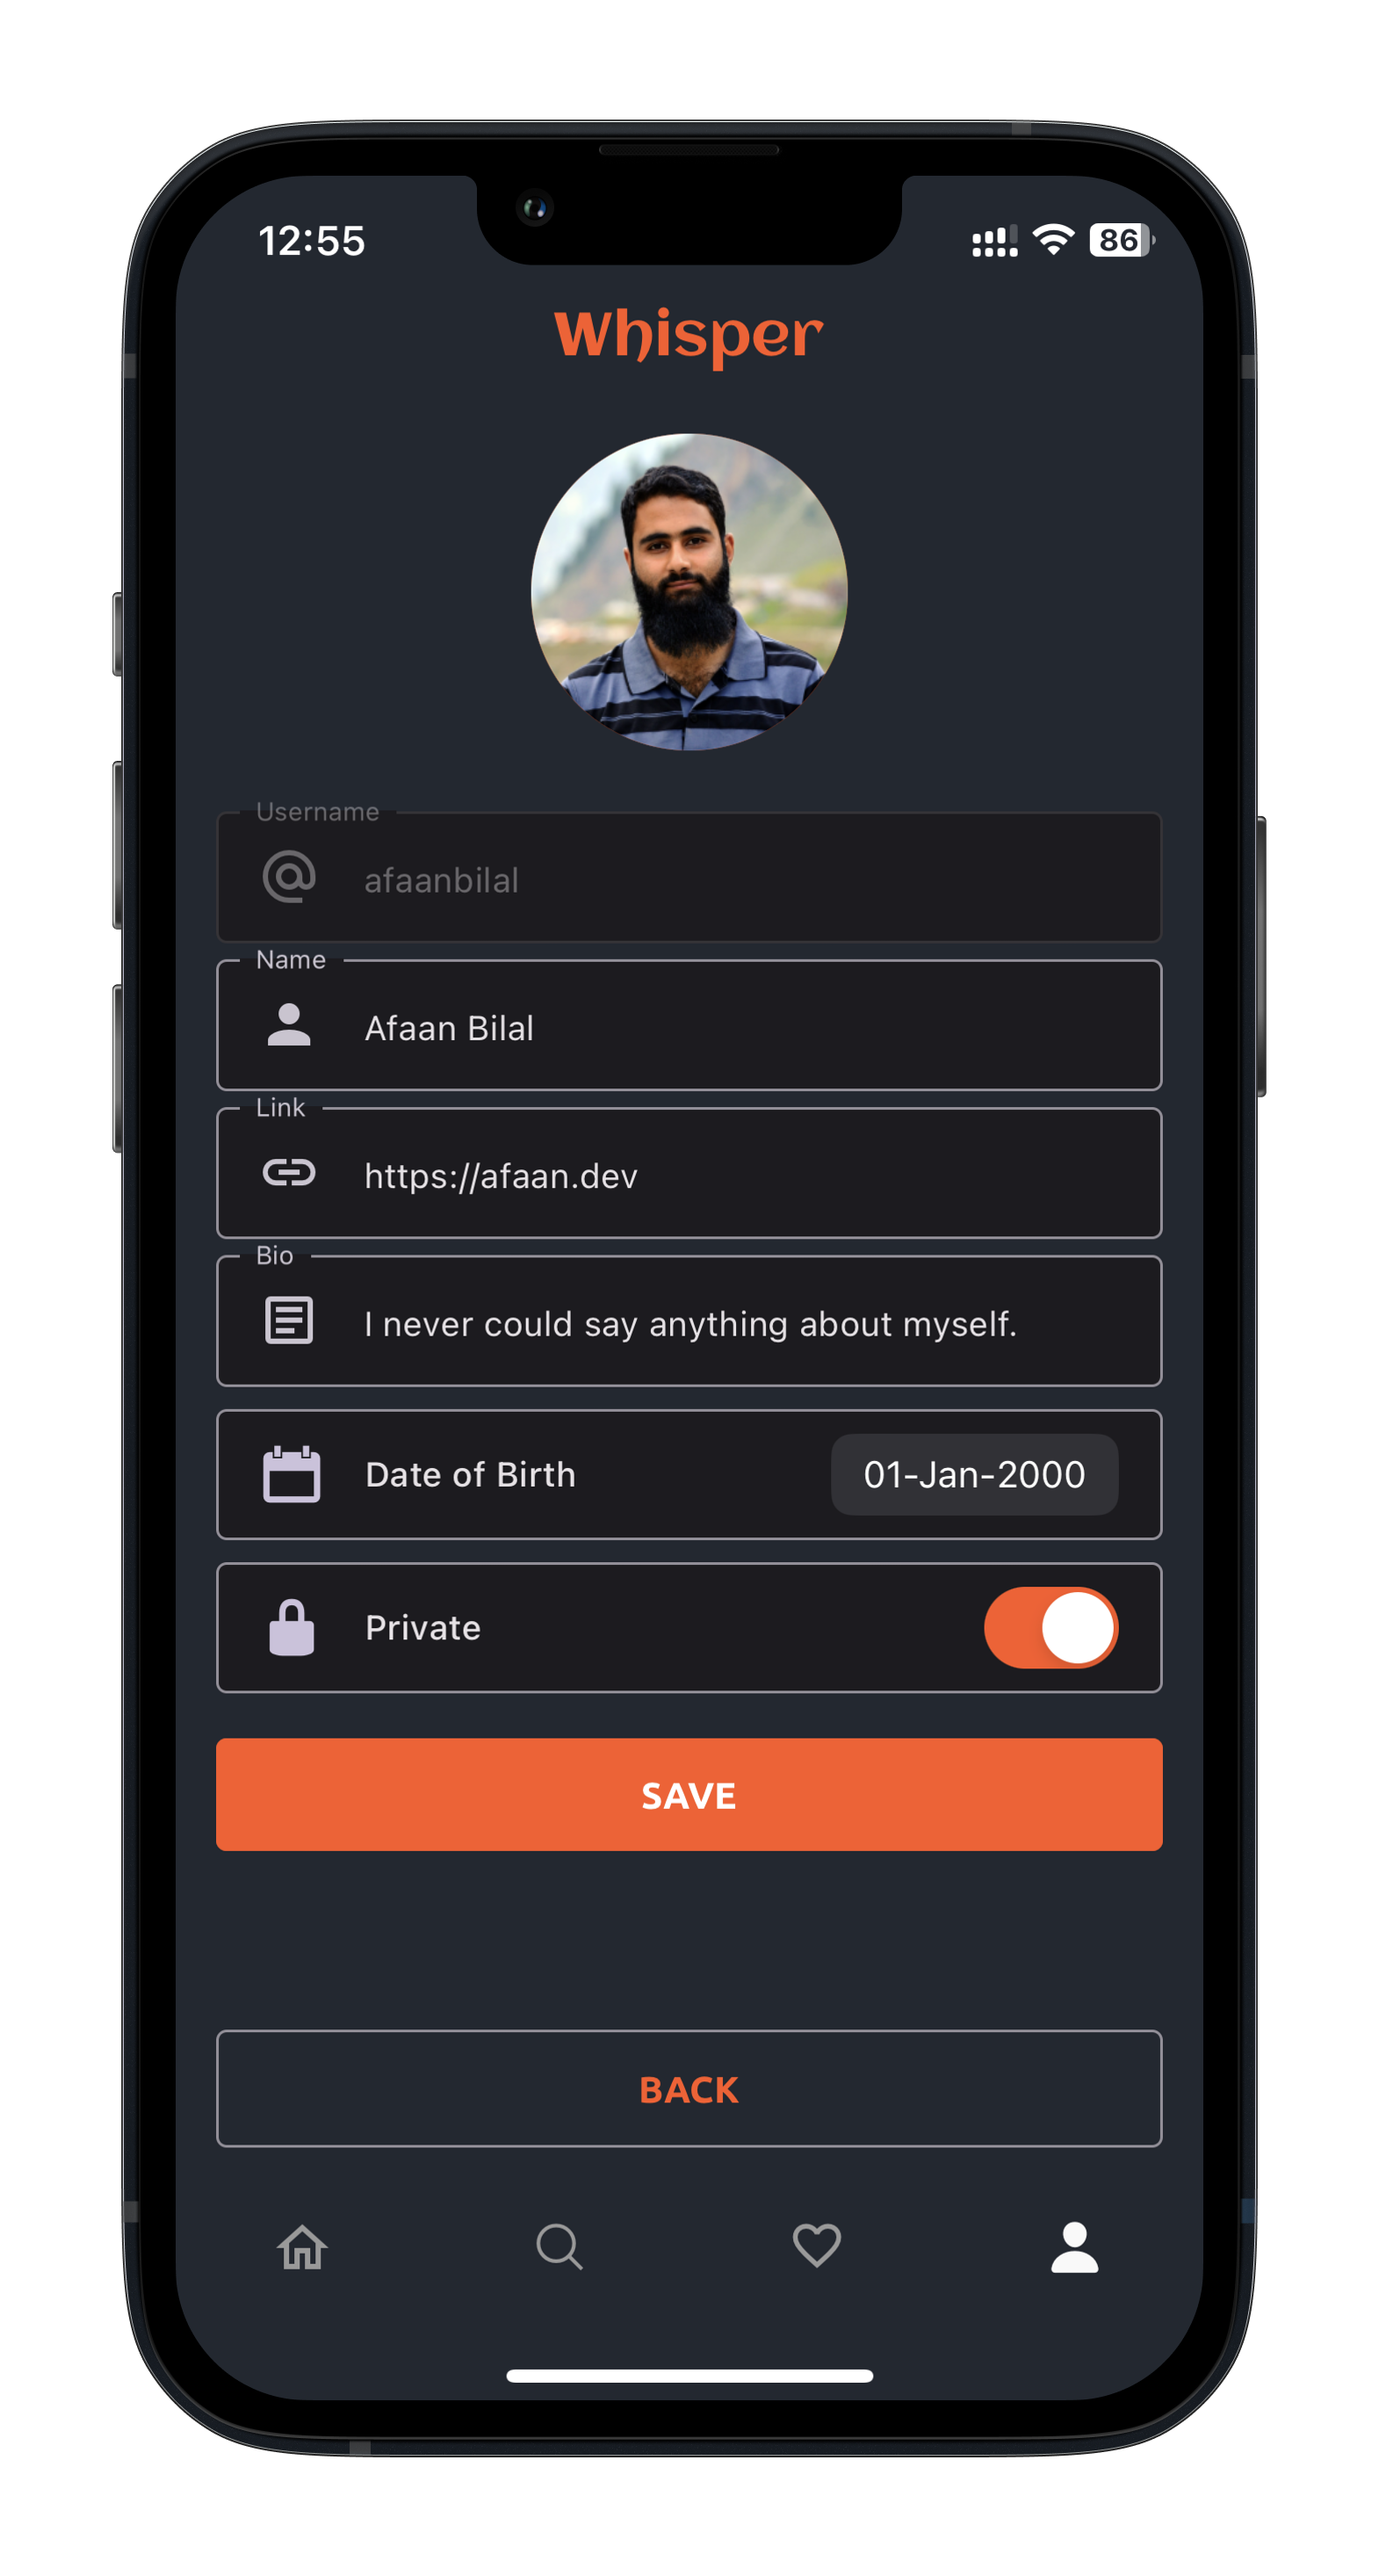 12:55
86
Whisper
Username
afaanbilal
Name
Afaan Bilal
Link
https://afaan.dev
Bio
I never could say anything about myself.
Date of Birth
01-Jan-2000
Private
SAVE
BACK